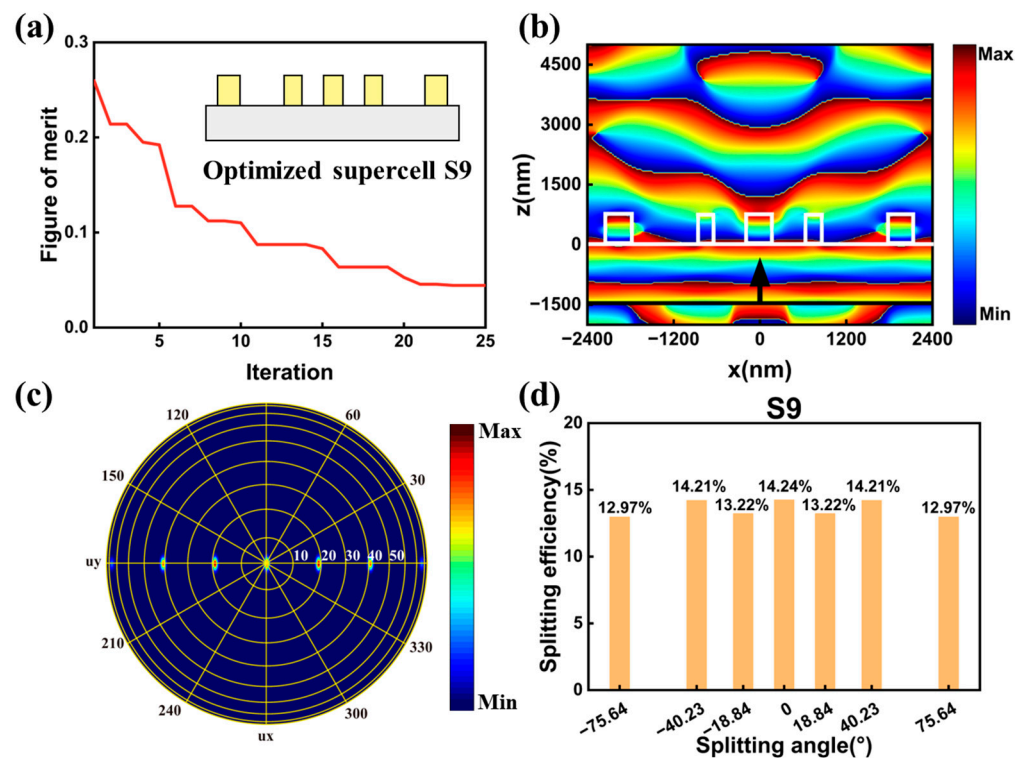 (a)
0.3
0.2
0.1
0.0
Figure of merit
Optimized supercell S9
5
10
15
20
25
Iteration
(b)
4500
3000
1500
0
−1500
z(nm)
−2400
−1200
0
1200
2400
x(nm)
Max
Min
(c)
120
60
150
30
uy
10 20 30 40 50
210
330
240
300
ux
Max
Min
(d)
S9
20
15
10
5
0
Splitting efficiency(%)
12.97%
14.21%
13.22%
14.24%
13.22%
14.21%
12.97%
−75.64
−40.23
−18.84
0
18.84
40.23
75.64
Splitting angle(°)